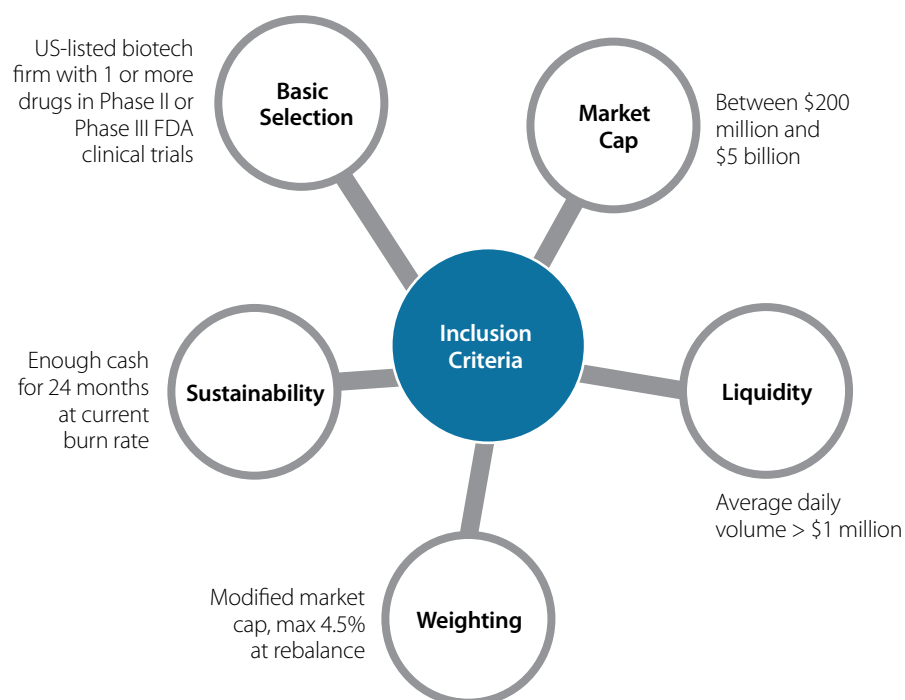 US-listed biotech
firm with 1 or more
drugs in Phase II or
Phase III FDA
clinical trials
Basic
Selection
Market
Cap
Between $200
million and
$5 billion
Inclusion
Criteria
Enough cash
for 24 months
at current
burn rate
Sustainability
Liquidity
Average daily
volume > $1 million
Modified market
cap, max 4.5%
at rebalance
Weighting